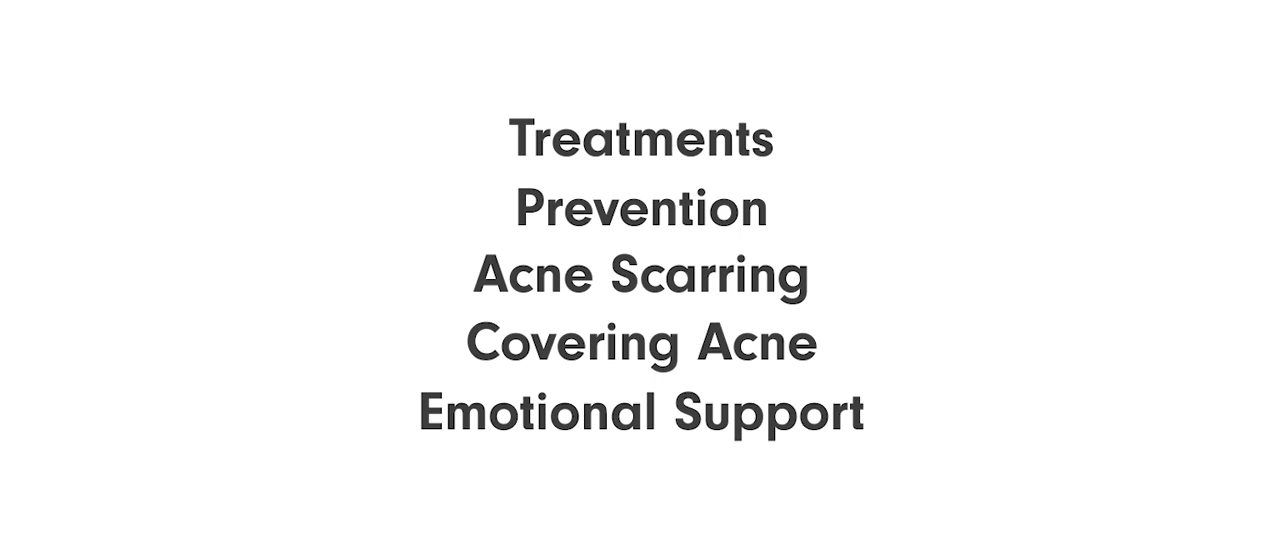 Treatments
Prevention
Acne Scarring
Covering Acne
Emotional Support